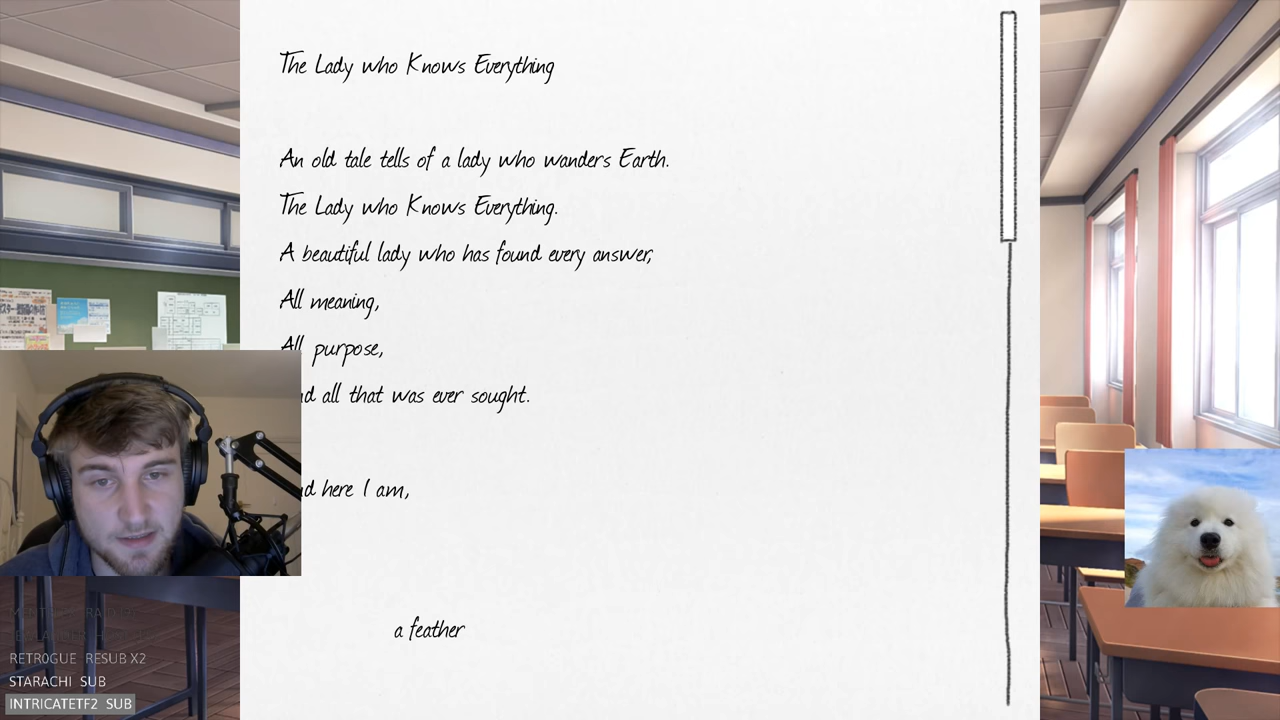 The Lady who Knows Everything
An old tale tells of a lady who wanders Earth.
The Lady who Knows Everything.
A beautiful lady who has found every answer,
All meaning,
All purpose,
nd all that was ever sought.
nd here I am,
a feather
RETR0GUE RESUB X2
STARACHI SUB
INTRICATETF2 SUB